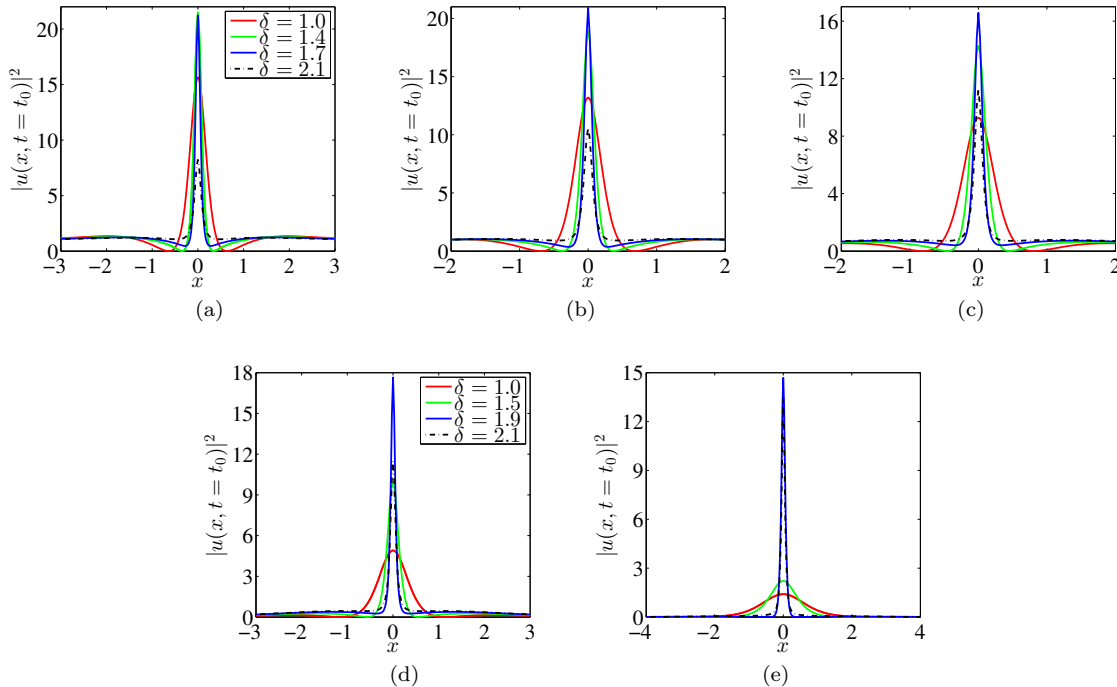 20
15
10
5
0
|u(x, t = t₀)|²
−3 −2 −1 0 1 2 3
x
δ = 1.0
δ = 1.4
δ = 1.7
δ = 2.1
(a)
20
15
10
5
0
|u(x, t = t₀)|²
−2 −1 0 1 2
x
(b)
16
12
8
4
0
|u(x, t = t₀)|²
−2 −1 0 1 2
x
(c)
18
15
12
9
6
3
0
|u(x, t = t₀)|²
−3 −2 −1 0 1 2 3
x
δ = 1.0
δ = 1.5
δ = 1.9
δ = 2.1
(d)
15
12
9
6
3
0
|u(x, t = t₀)|²
−4 −2 0 2 4
x
(e)